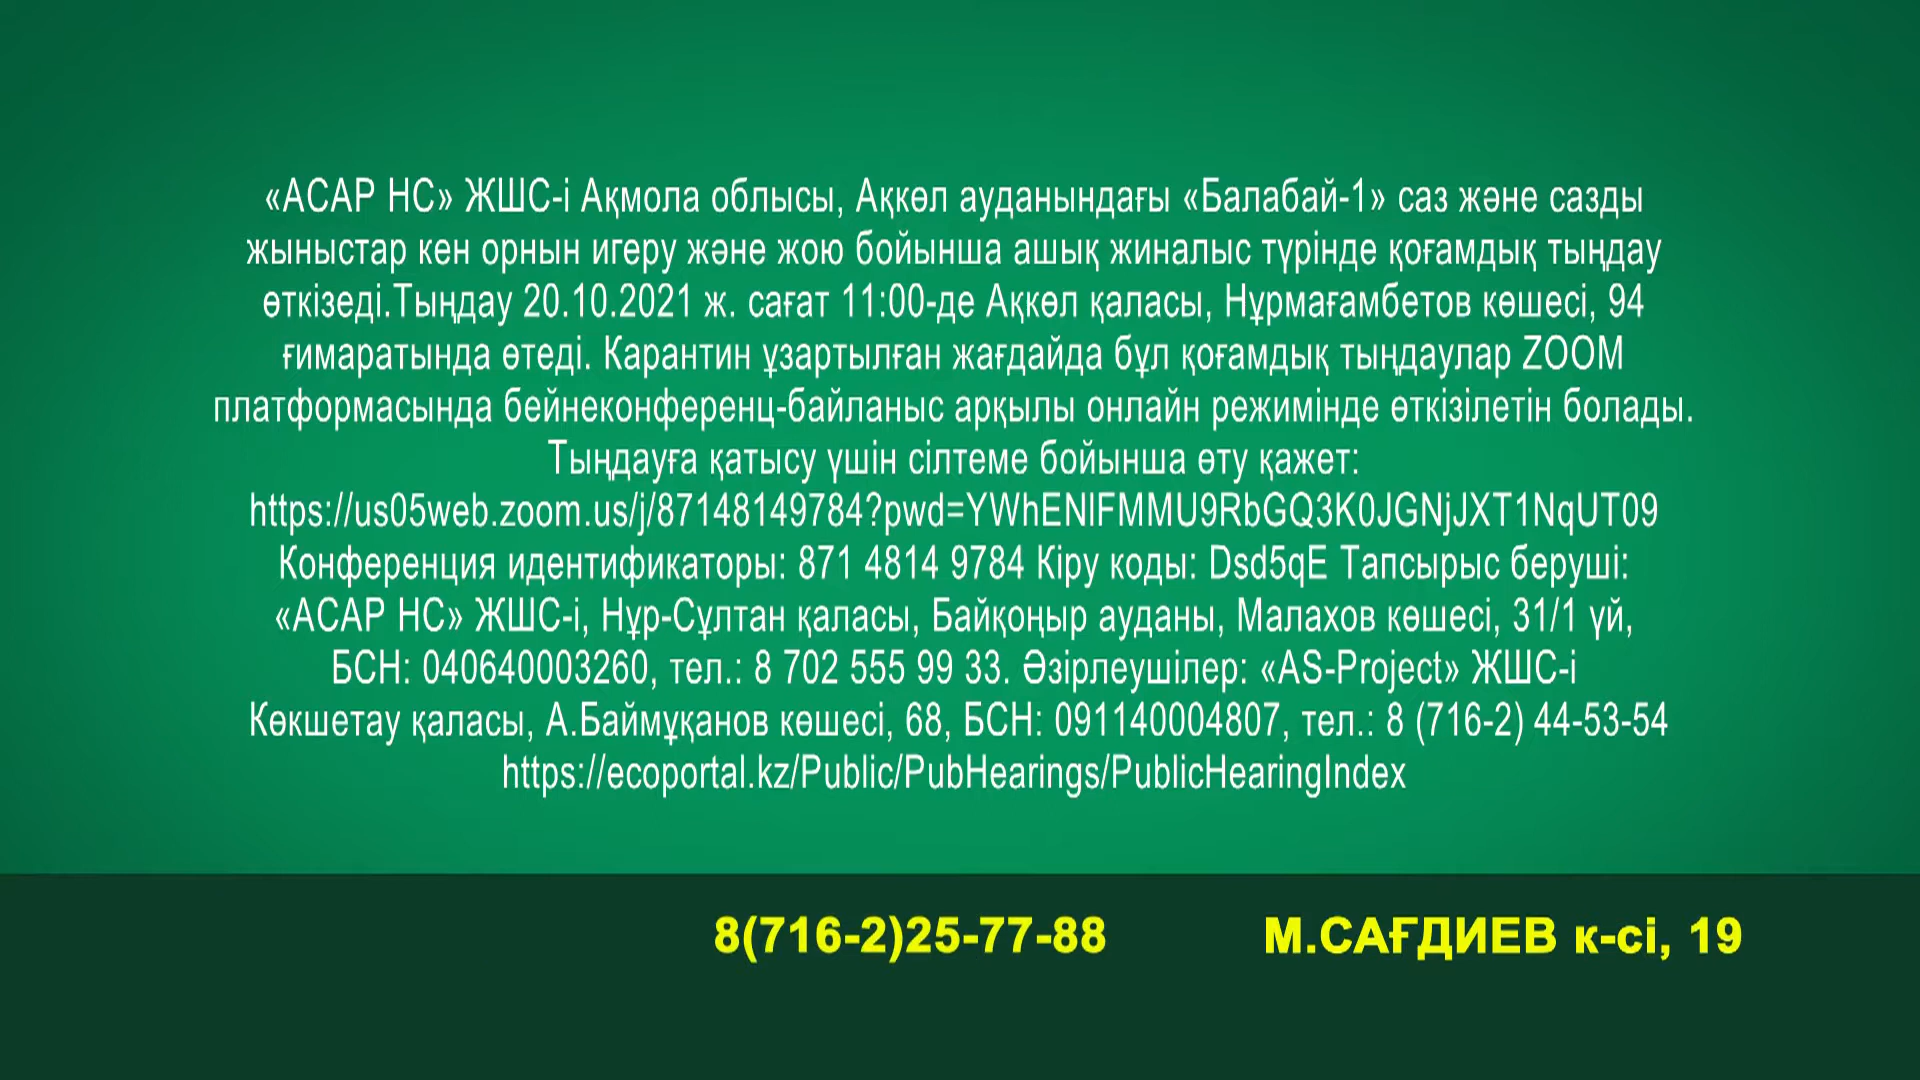 «АСАР НС» ЖШС-і Ақмола облысы, Ақкөл ауданындағы «Балабай-1» саз және сазды
жыныстар кен орнын игеру және жою бойынша ашық жиналыс түрінде қоғамдық тыңдау
өткізеді.Тыңдау 20.10.2021 ж. сағат 11:00-де Ақкөл қаласы, Нұрмағамбетов көшесі, 94
ғимаратында өтеді. Карантин ұзартылған жағдайда бұл қоғамдық тыңдаулар ZOOM
платформасында бейнеконференц-байланыс арқылы онлайн режимінде өткізілетін болады.
Тыңдауға қатысу үшін сілтеме бойынша өту қажет:
https://us05web.zoom.us/j/87148149784?pwd=YWhENlFMMU9RbGQ3K0JGNjJXT1NqUT09
Конференция идентификаторы: 871 4814 9784 Кіру коды: Dsd5qE Тапсырыс беруші:
«АСАР НС» ЖШС-і, Нұр-Сұлтан қаласы, Байқоңыр ауданы, Малахов көшесі, 31/1 үй,
БСН: 040640003260, тел.: 8 702 555 99 33. Әзірлеушілер: «AS-Project» ЖШС-і
Көкшетау қаласы, А.Баймұқанов көшесі, 68, БСН: 091140004807, тел.: 8 (716-2) 44-53-54
https://ecoportal.kz/Public/PubHearings/PublicHearingIndex
8(716-2)25-77-88 М.САҒДИЕВ к-сі, 19